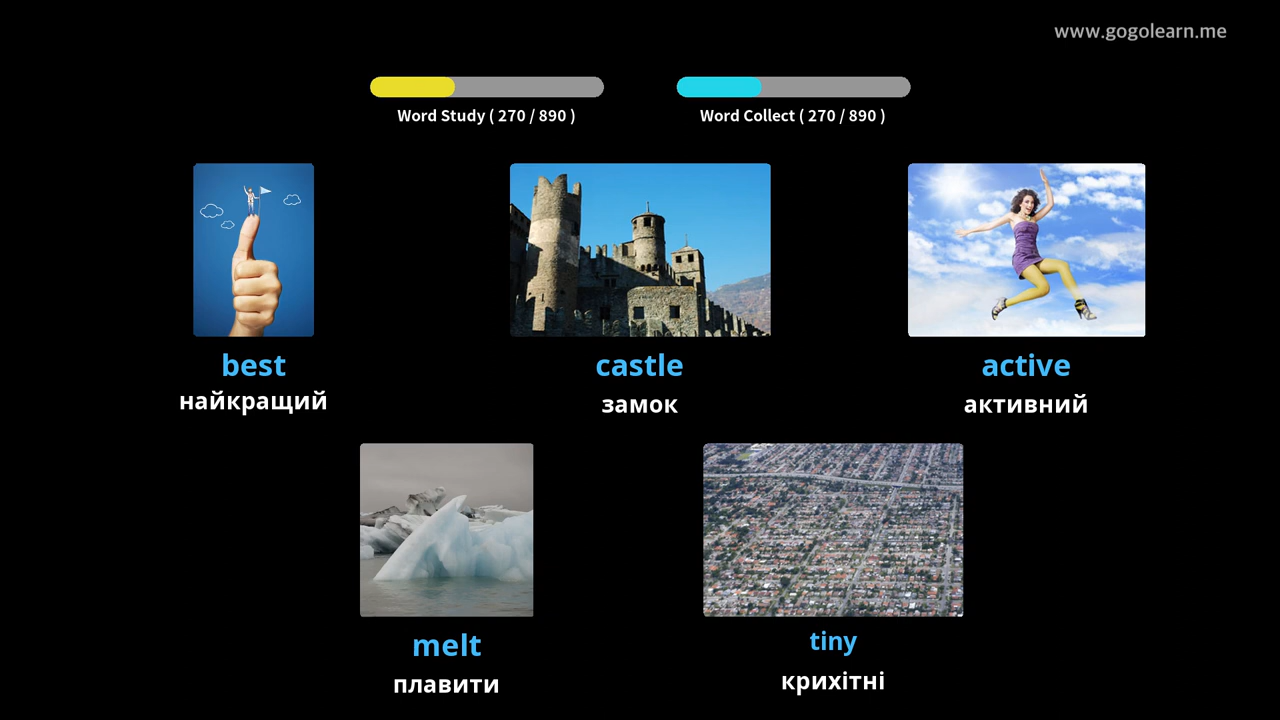 www.gogolearn.me
Word Study ( 270 / 890 )
Word Collect ( 270 / 890 )
best
найкращий
castle
замок
active
активний
melt
плавити
tiny
крихітні